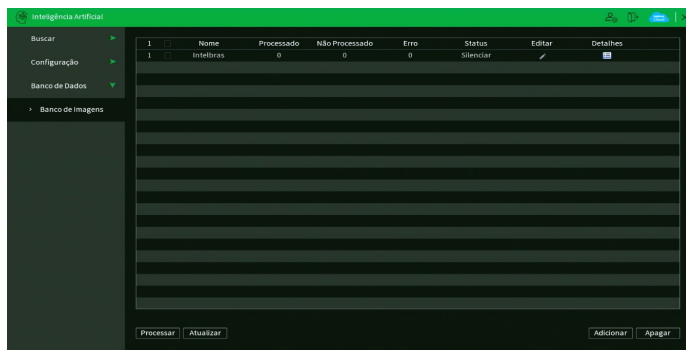 Inteligência Artificial
Buscar
Configuração
Banco de Dados
Banco de Imagens
1 Nome Processado Não Processado Erro Status Editar Detalhes
1 Intelbras 0 0 0 Silenciar
Processar Atualizar Adicionar Apagar